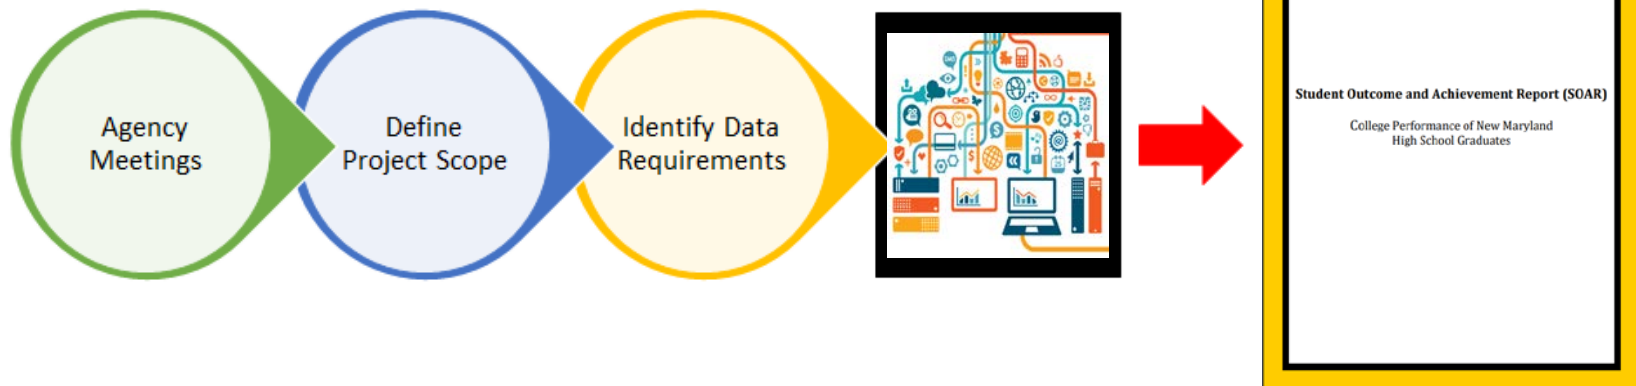 Agency
Meetings
Define
Project Scope
Identify Data
Requirements
Student Outcome and Achievement Report (SOAR)
College Performance of New Maryland
High School Graduates